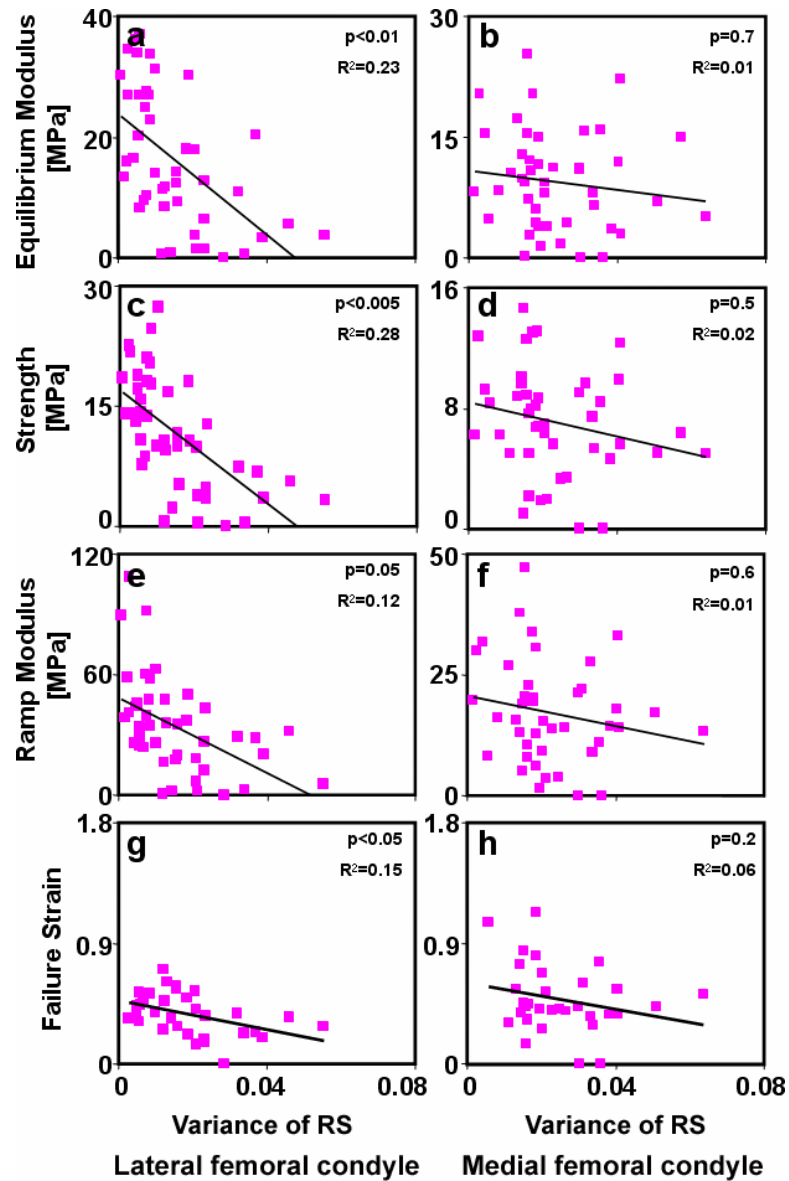 Equilibrium Modulus
[MPa]
40
20
0
a
p<0.01
R²=0.23
30
15
0
b
p=0.7
R²=0.01
Strength
[MPa]
30
15
0
c
p<0.005
R²=0.28
16
8
0
d
p=0.5
R²=0.02
Ramp Modulus
[MPa]
120
60
0
e
p=0.05
R²=0.12
50
25
0
f
p=0.6
R²=0.01
Failure Strain
1.8
0.9
0
g
p<0.05
R²=0.15
1.8
0.9
0
h
p=0.2
R²=0.06
0 0.04 0.08
0 0.04 0.08
Variance of RS
Variance of RS
Lateral femoral condyle
Medial femoral condyle